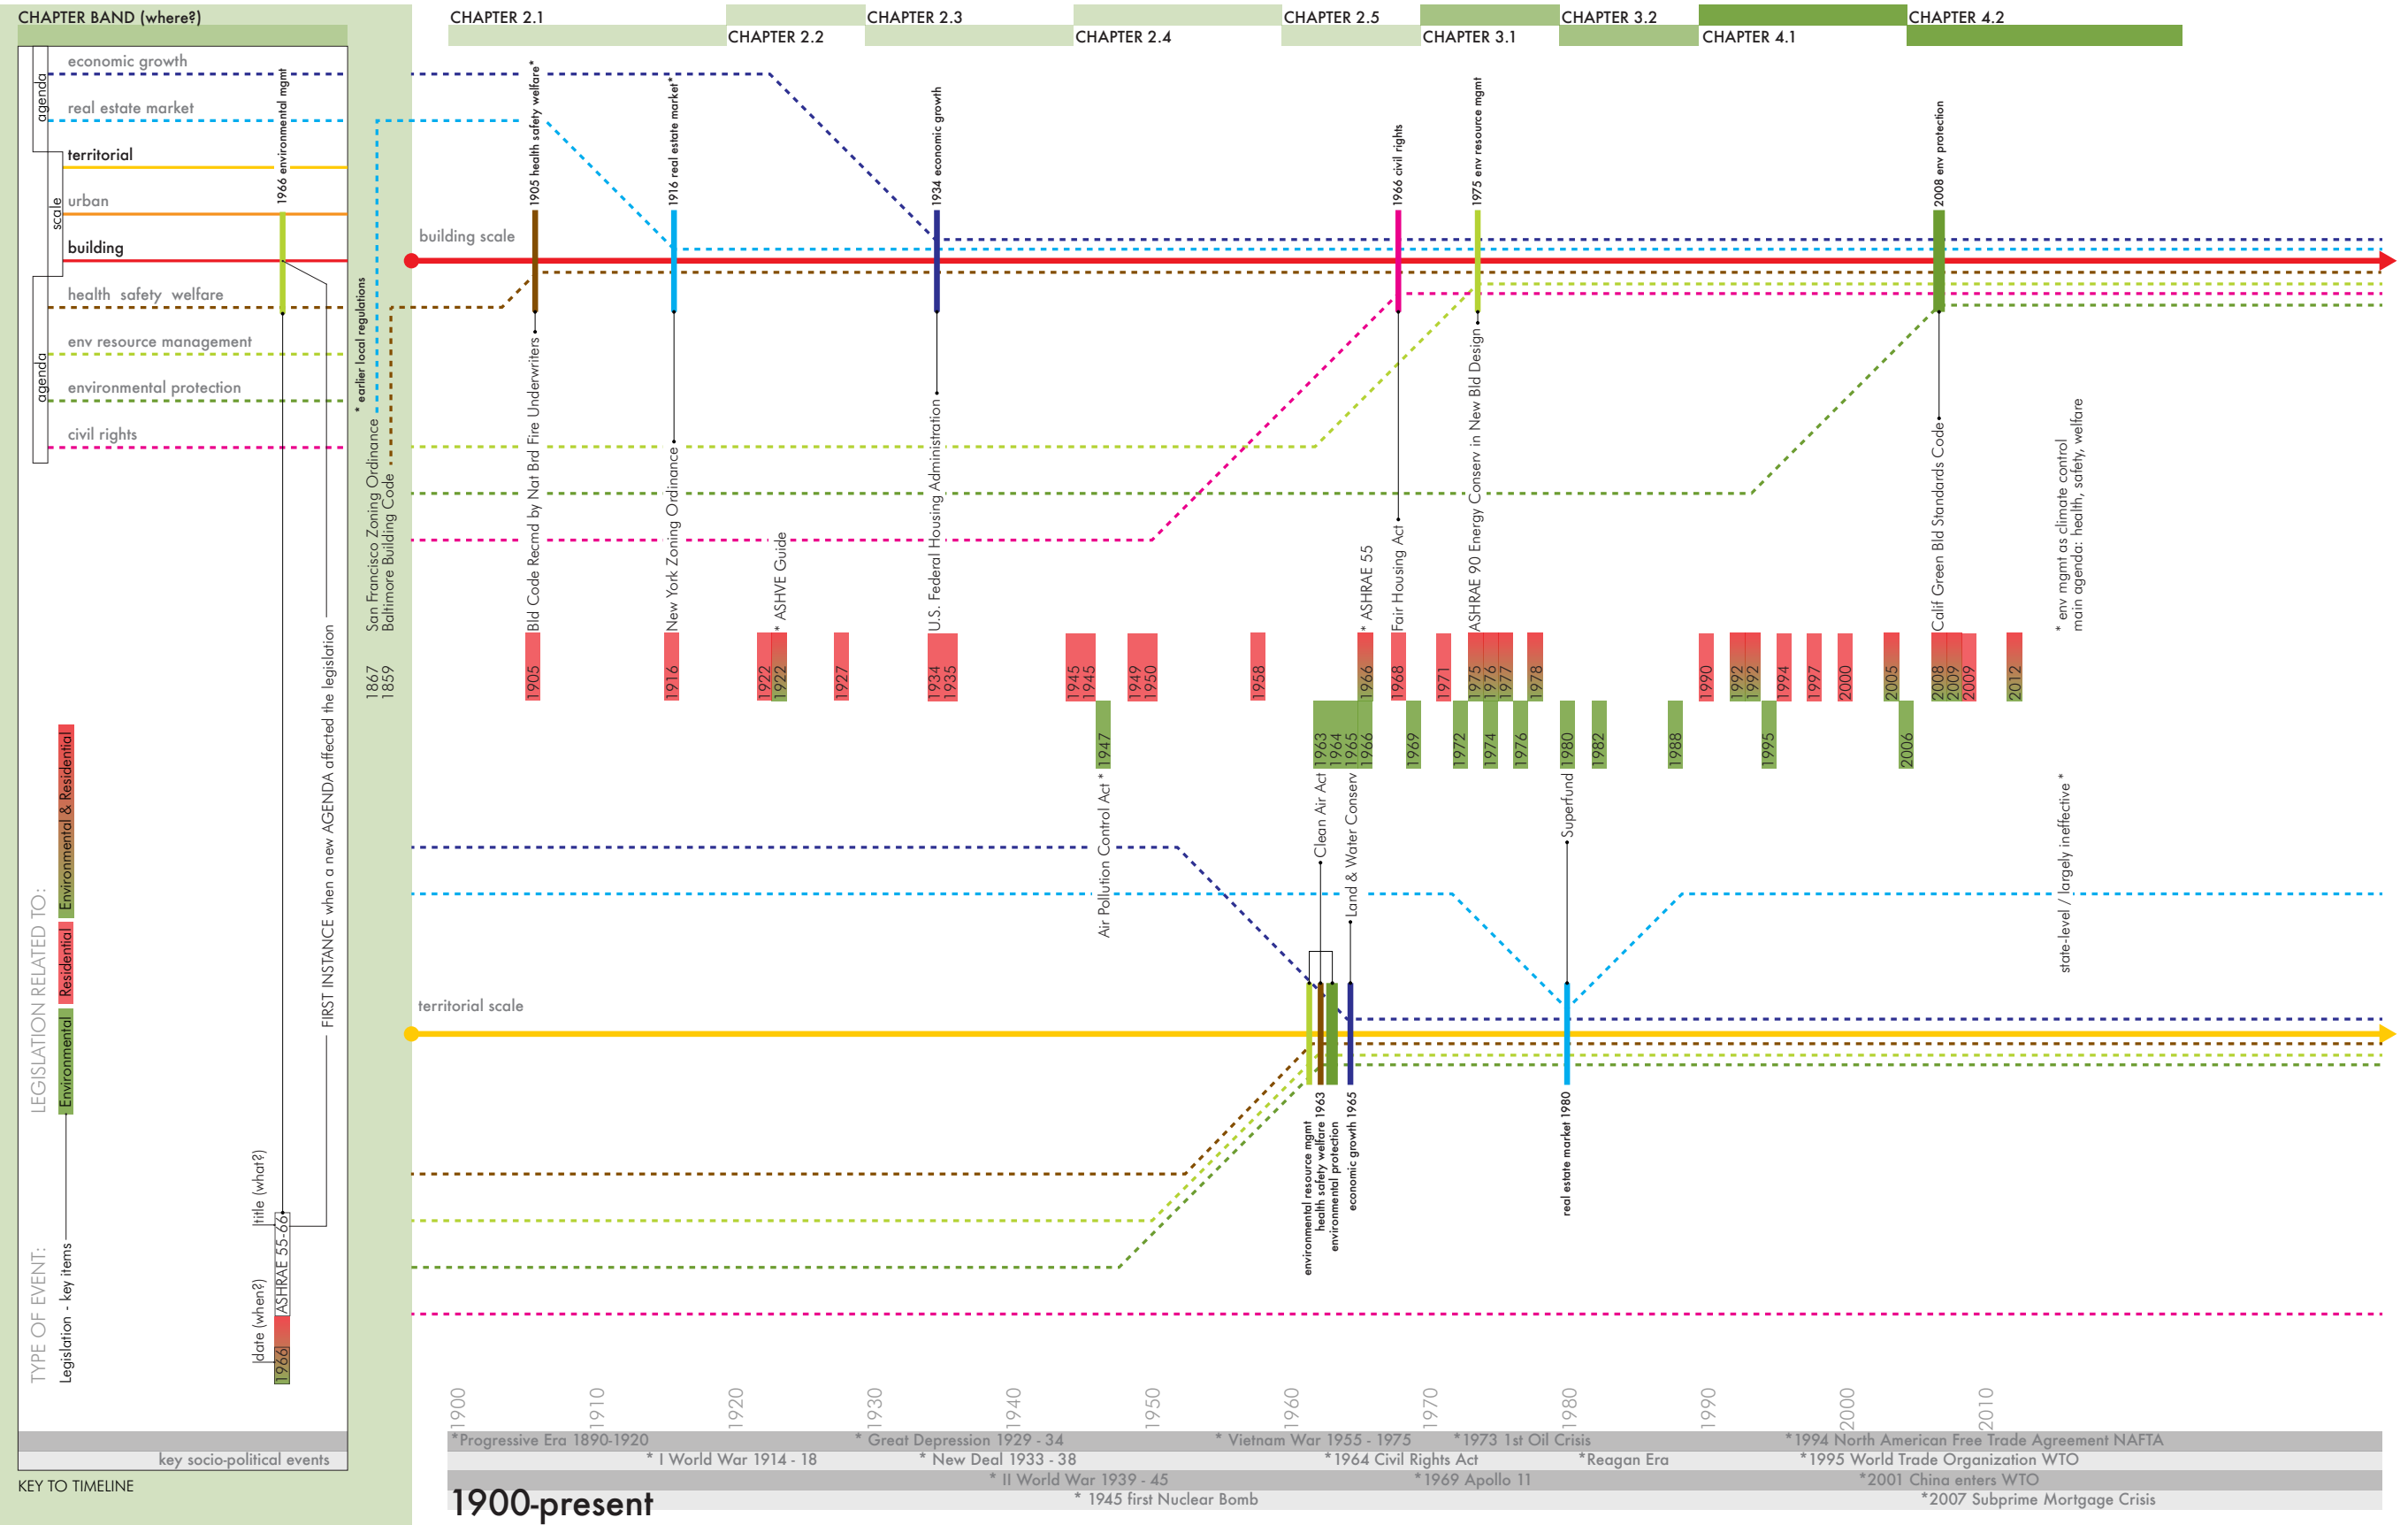 CHAPTER BAND (where?)
agenda
economic growth
real estate market
scale
territorial
urban
building
agenda
health safety welfare
env resource management
environmental protection
civil rights
1966 environmental mgmt
* earlier local regulations
FIRST INSTANCE when a new AGENDA affected the legislation
LEGISLATION RELATED TO:
Environmental
Residential
Environmental & Residential
TYPE OF EVENT:
Legislation - key items
date (when?)
title (what?)
1966
ASHRAE 55-66
key socio-political events
KEY TO TIMELINE
CHAPTER 2.1
CHAPTER 2.2
CHAPTER 2.3
CHAPTER 2.4
CHAPTER 2.5
CHAPTER 3.1
CHAPTER 3.2
CHAPTER 4.1
CHAPTER 4.2
building scale
1905 health safety welfare*
1916 real estate market*
1934 economic growth
1966 civil rights
1975 env resource mgmt
2008 env protection
1867 San Francisco Zoning Ordinance
1859 Baltimore Building Code
Bld Code Recmd by Nat Brd Fire Underwriters
New York Zoning Ordinance
* ASHVE Guide
U.S. Federal Housing Administration
* ASHRAE 55
Fair Housing Act
ASHRAE 90 Energy Conserv in New Bld Design
Calif Green Bld Standards Code
* env mgmt as climate control
main agenda: health, safety, welfare
1905
1916
1922
1922
1927
1934
1935
1945
1945
1949
1950
1958
1966
1968
1971
1975
1976
1977
1978
1990
1992
1992
1994
1997
2000
2005
2008
2009
2009
2012
1947
1963
1964
1965
1966
1969
1972
1974
1976
1980
1982
1988
1995
2006
Air Pollution Control Act *
Clean Air Act
Land & Water Conserv
Superfund
state-level / largely ineffective *
territorial scale
environmental resource mgmt
health safety welfare 1963
environmental protection
economic growth 1965
real estate market 1980
1900
1910
1920
1930
1940
1950
1960
1970
1980
1990
2000
2010
*Progressive Era 1890-1920
* Great Depression 1929 - 34
* Vietnam War 1955 - 1975
*1973 1st Oil Crisis
*1994 North American Free Trade Agreement NAFTA
* I World War 1914 - 18
* New Deal 1933 - 38
*1964 Civil Rights Act
*Reagan Era
*1995 World Trade Organization WTO
* II World War 1939 - 45
*1969 Apollo 11
*2001 China enters WTO
* 1945 first Nuclear Bomb
*2007 Subprime Mortgage Crisis
1900-present